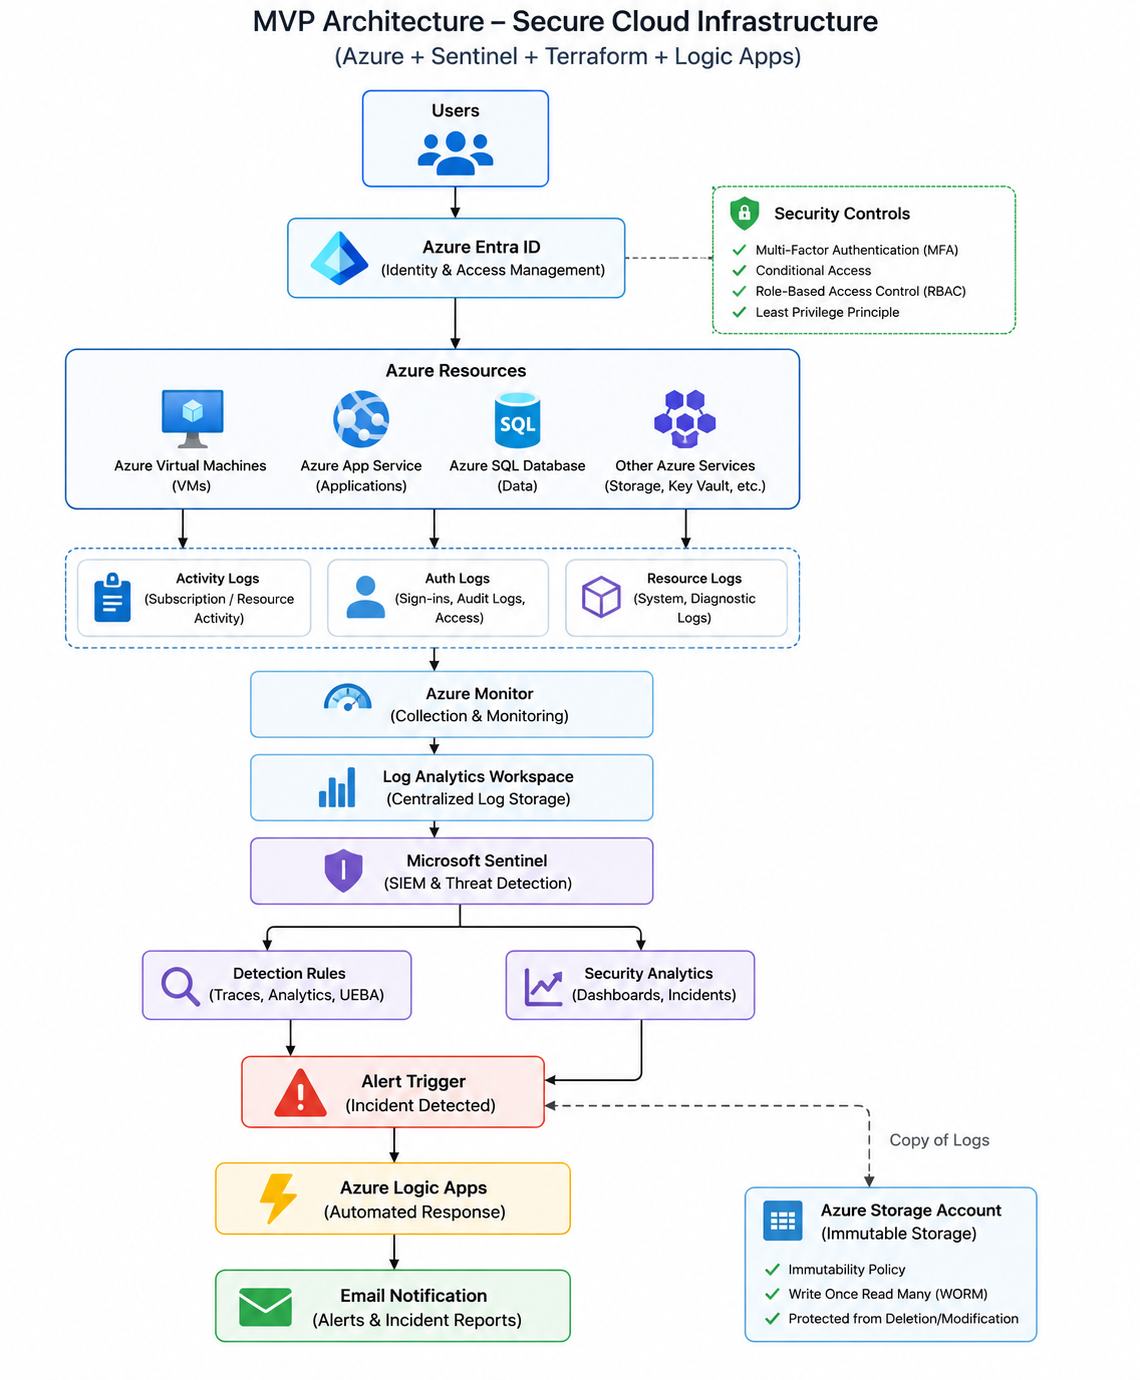 MVP Architecture – Secure Cloud Infrastructure
(Azure + Sentinel + Terraform + Logic Apps)
Users
Azure Entra ID
(Identity & Access Management)
Security Controls
Multi-Factor Authentication (MFA)
Conditional Access
Role-Based Access Control (RBAC)
Least Privilege Principle
Azure Resources
SQL
Azure Virtual Machines
(VMs)
Azure App Service
(Applications)
Azure SQL Database
(Data)
Other Azure Services
(Storage, Key Vault, etc.)
Activity Logs
(Subscription / Resource
Activity)
Auth Logs
(Sign-ins, Audit Logs,
Access)
Resource Logs
(System, Diagnostic
Logs)
Azure Monitor
(Collection & Monitoring)
Log Analytics Workspace
(Centralized Log Storage)
Microsoft Sentinel
(SIEM & Threat Detection)
Detection Rules
(Traces, Analytics, UEBA)
Security Analytics
(Dashboards, Incidents)
Alert Trigger
(Incident Detected)
Copy of Logs
Azure Logic Apps
(Automated Response)
Azure Storage Account
(Immutable Storage)
Immutability Policy
Write Once Read Many (WORM)
Protected from Deletion/Modification
Email Notification
(Alerts & Incident Reports)